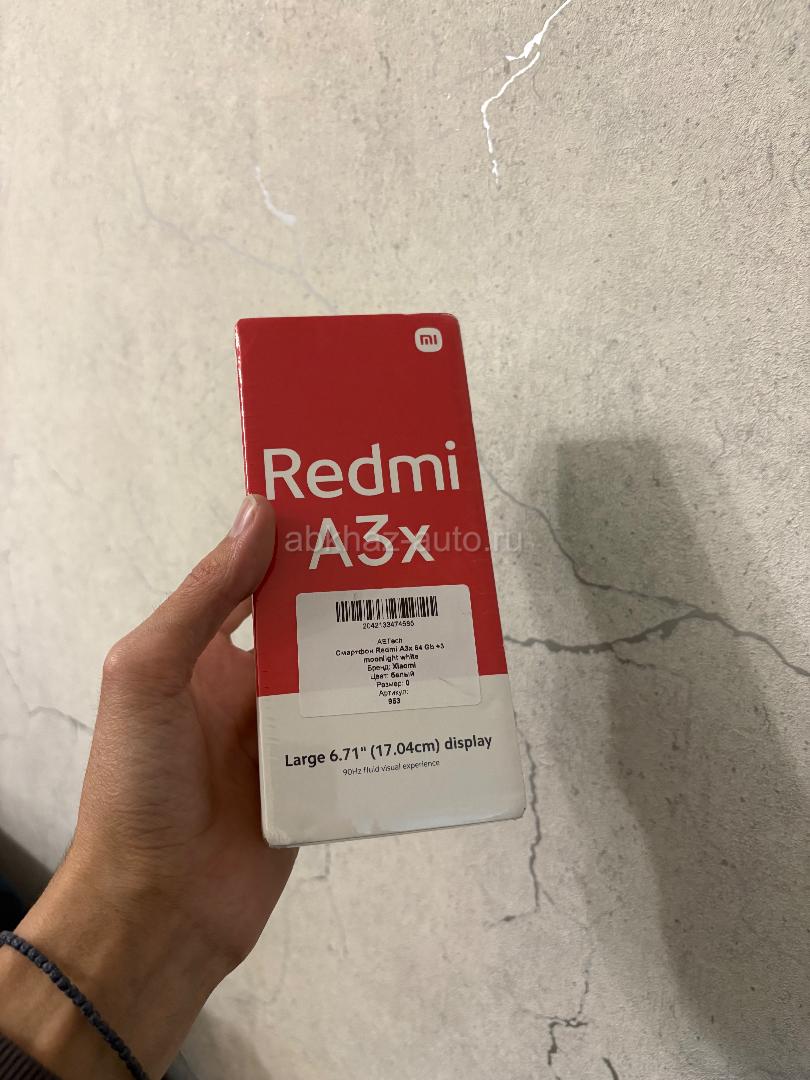 mi
Redmi
A3x
abkhaz-auto.ru
2042133474595
AETech
Смартфон Redmi A3x 64 Gb +3
moonlight white
Бренд: Xiaomi
Цвет: белый
Размер: 0
Артикул:
953
Large 6.71" (17.04cm) display
90Hz fluid visual experience